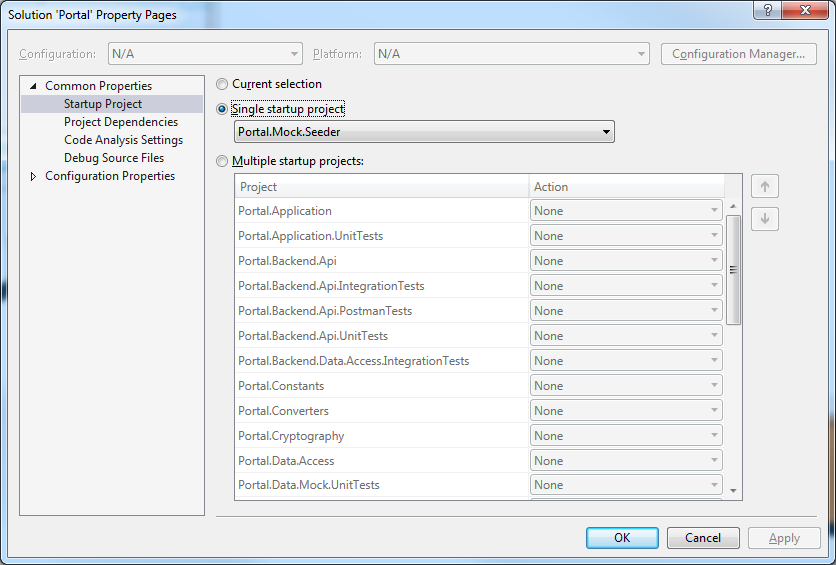 Solution 'Portal' Property Pages
Configuration: N/A Platform: N/A Configuration Manager...
Common Properties
Startup Project
Project Dependencies
Code Analysis Settings
Debug Source Files
Configuration Properties
Current selection
Single startup project
Portal.Mock.Seeder
Multiple startup projects:
Project Action
Portal.Application None
Portal.Application.UnitTests None
Portal.Backend.Api None
Portal.Backend.Api.IntegrationTests None
Portal.Backend.Api.PostmanTests None
Portal.Backend.Api.UnitTests None
Portal.Backend.Data.Access.IntegrationTests None
Portal.Constants None
Portal.Converters None
Portal.Cryptography None
Portal.Data.Access None
Portal.Data.Mock.UnitTests None
OK Cancel Apply